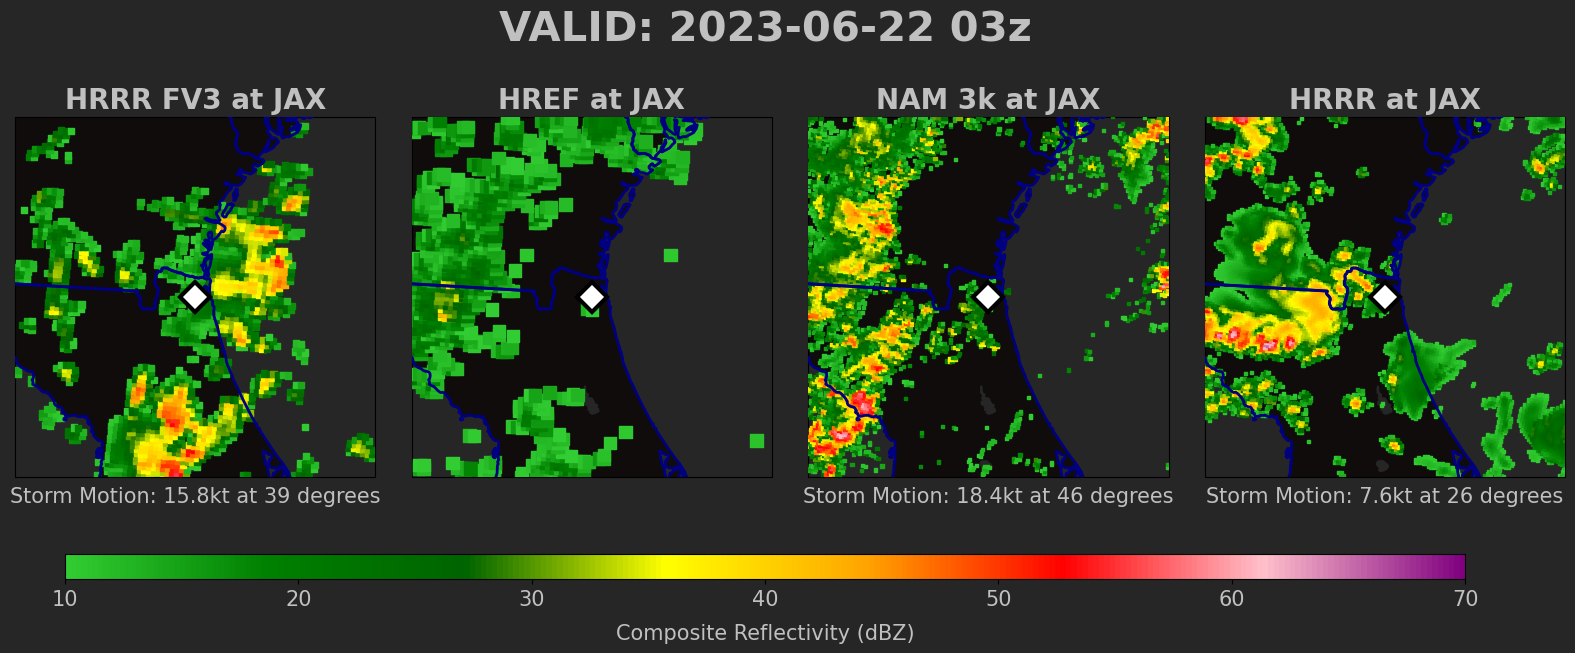 VALID: 2023-06-22 03z
HRRR FV3 at JAX
HREF at JAX
NAM 3k at JAX
HRRR at JAX
Storm Motion: 15.8kt at 39 degrees
Storm Motion: 18.4kt at 46 degrees
Storm Motion: 7.6kt at 26 degrees
10 20 30 40 50 60 70
Composite Reflectivity (dBZ)